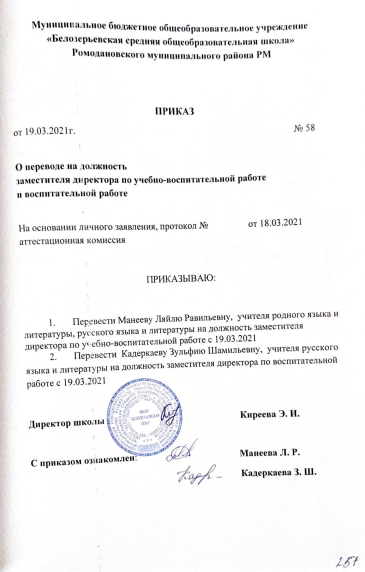 Муниципальное бюджетное общеобразовательное учреждение
«Белозерьевская средняя общеобразовательная школа»
Ромодановского муниципального района РМ
ПРИКАЗ
от 19.03.2021г. № 58
О переводе на должность
заместителя директора по учебно-воспитательной работе
и воспитательной работе
На основании личного заявления, протокол № от 18.03.2021
аттестационная комиссия
ПРИКАЗЫВАЮ:
1. Перевести Манееву Ляйлю Равильевну, учителя родного языка и
литературы, русского языка и литературы на должность заместителя
директора по учебно-воспитательной работе с 19.03.2021
2. Перевести Кадеркаеву Зульфию Шамильевну, учителя русского
языка и литературы на должность заместителя директора по воспитательной
работе с 19.03.2021
Директор школы Киреева Э. И.
С приказом ознакомлен: Манеева Л. Р.
Кадеркаева З. Ш.
257